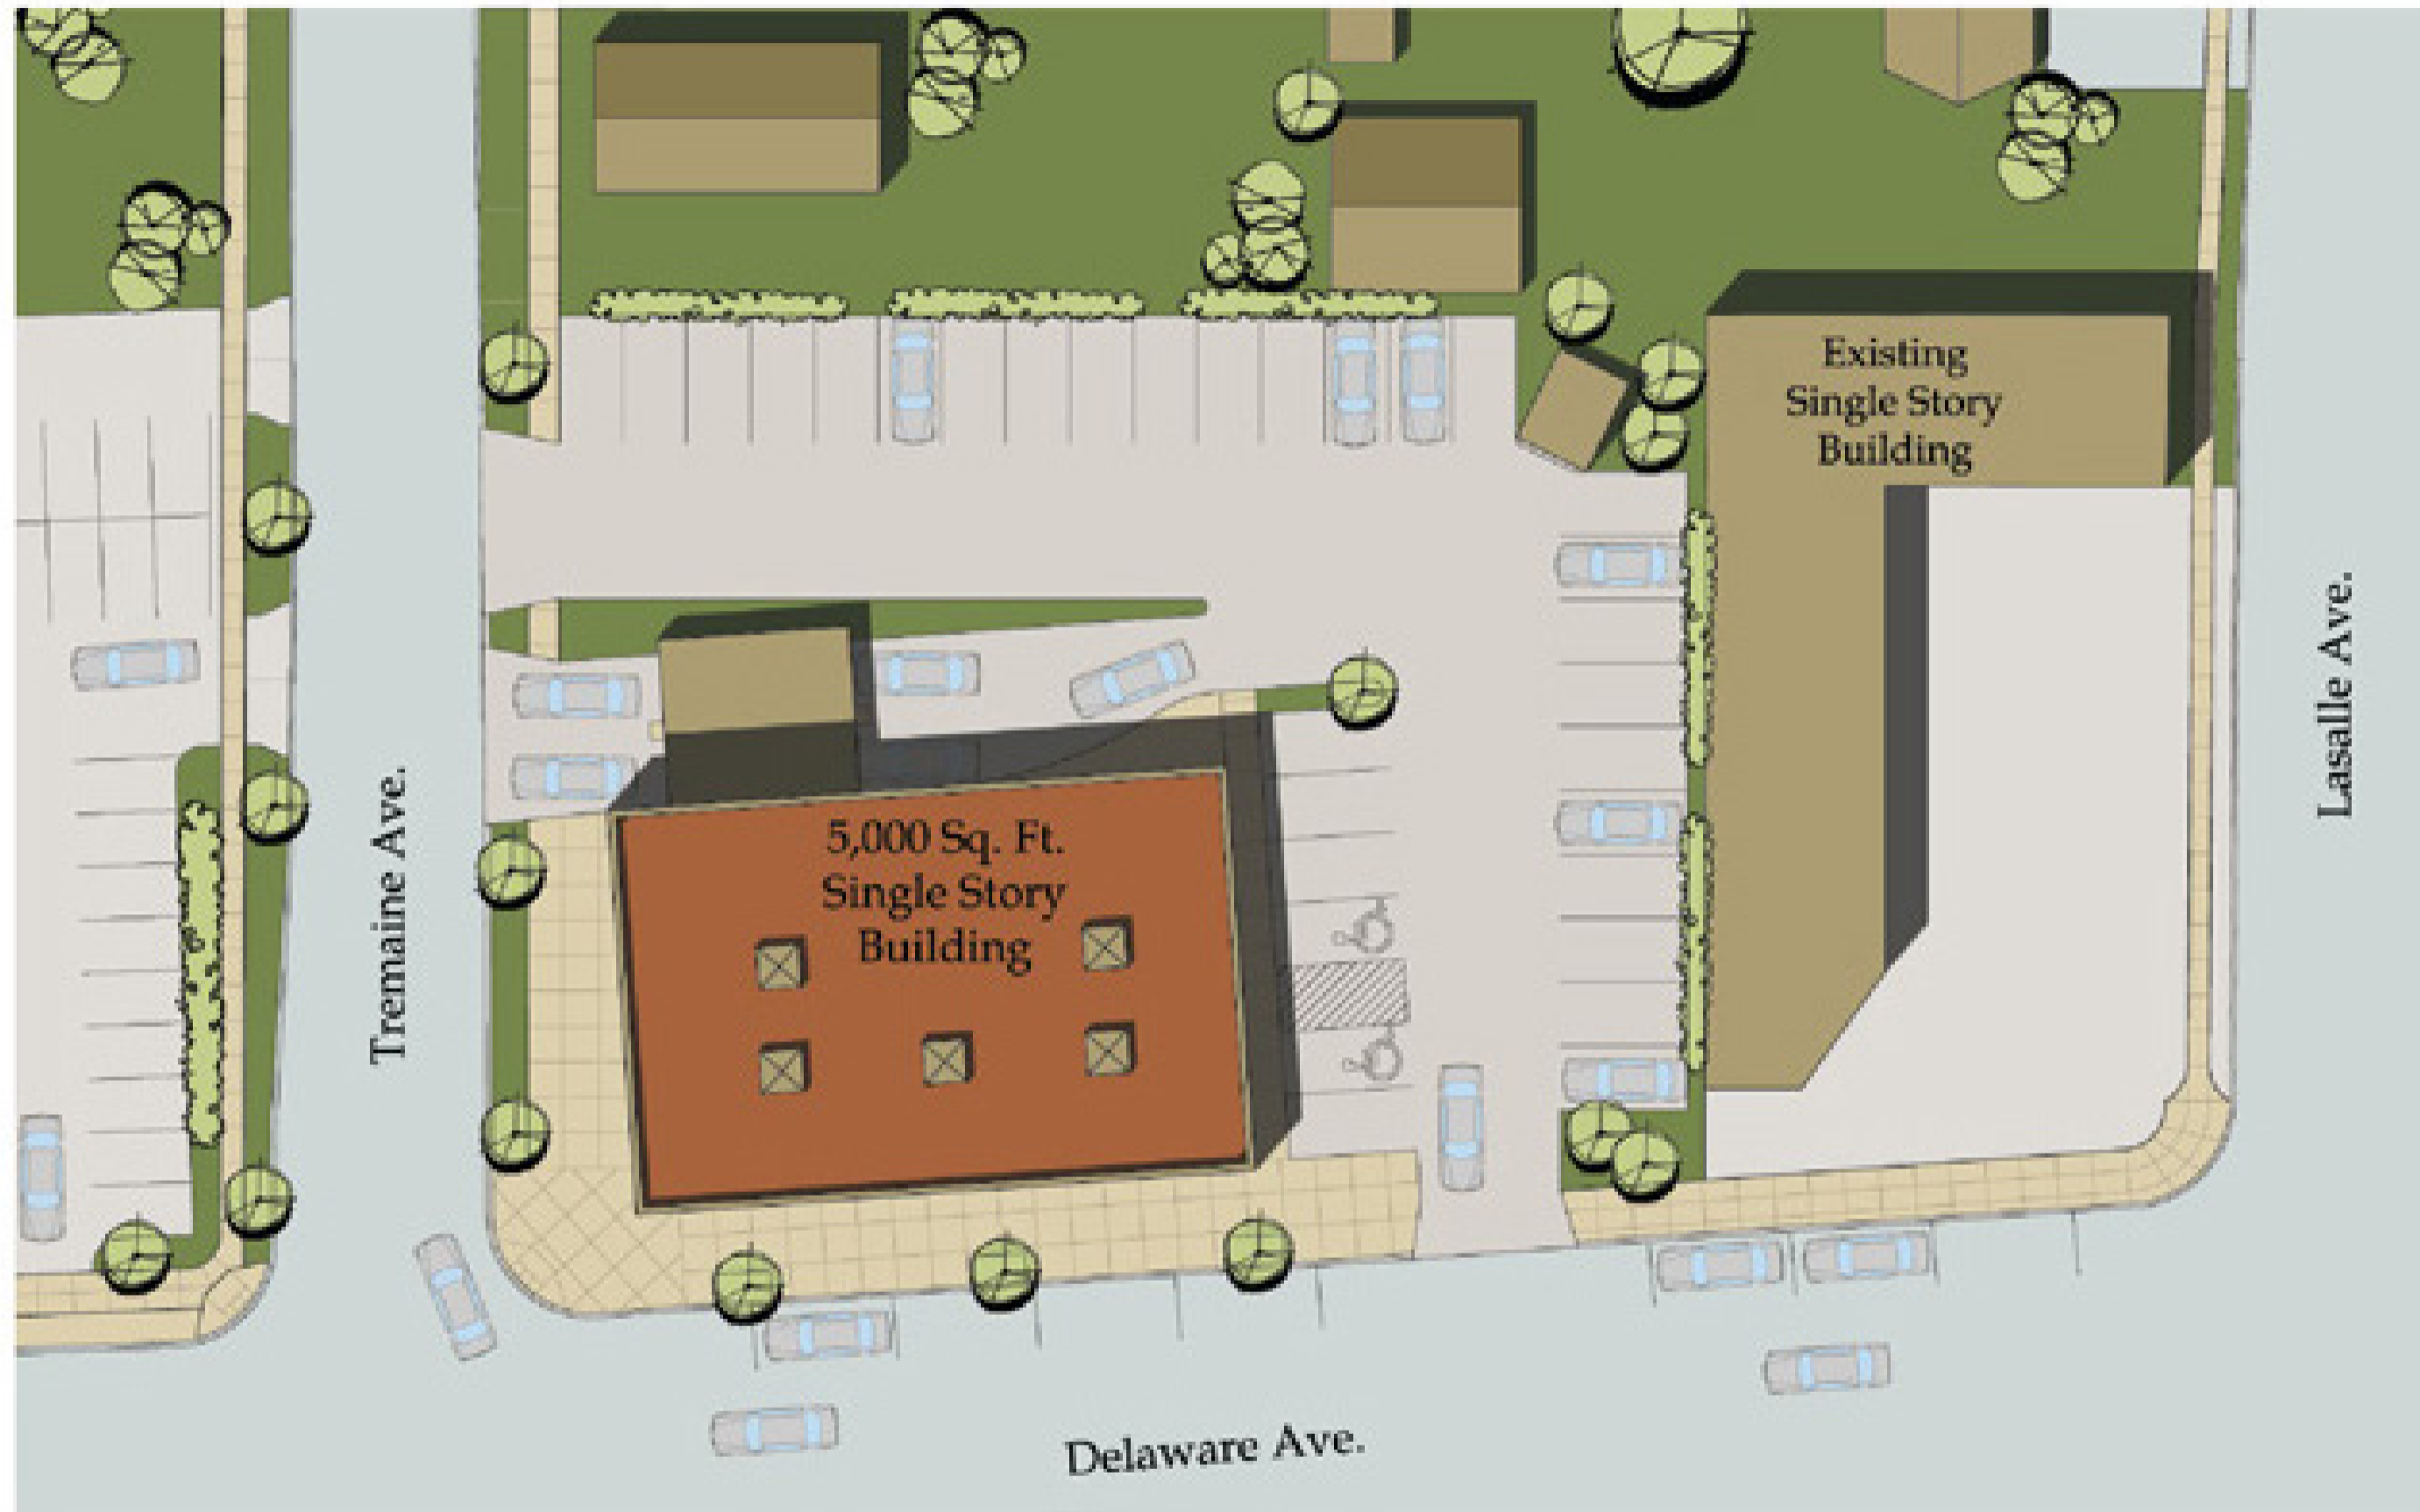 Existing
Single Story
Building
5,000 Sq. Ft.
Single Story
Building
Tremaine Ave.
Lasalle Ave.
Delaware Ave.